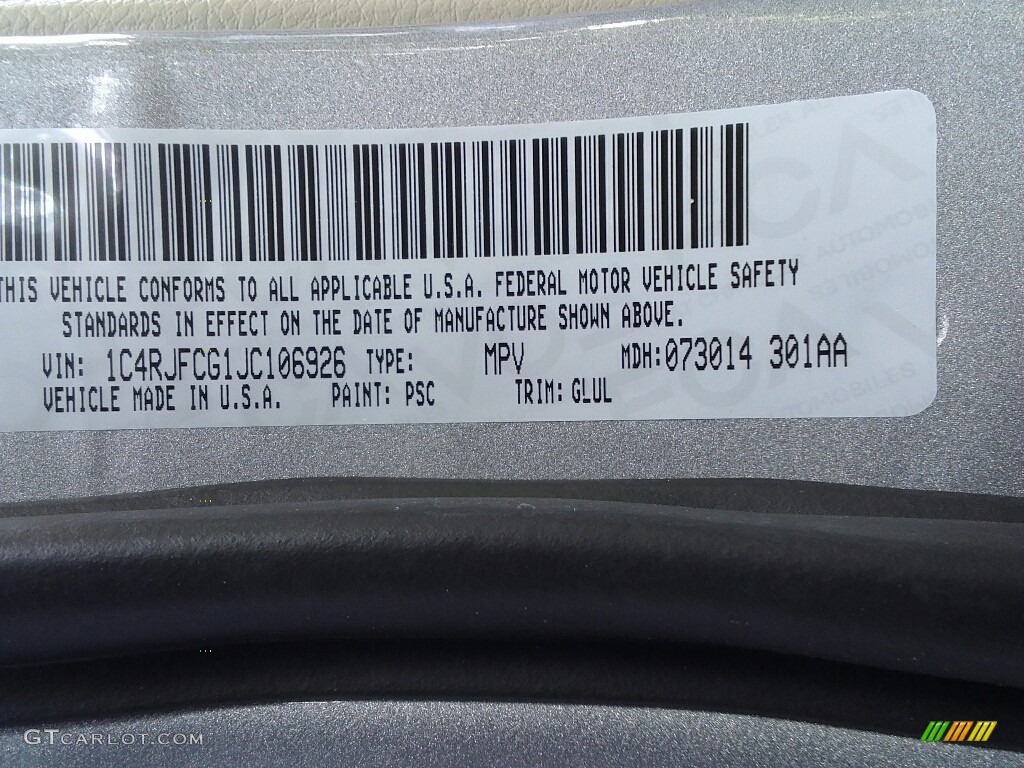 THIS VEHICLE CONFORMS TO ALL APPLICABLE U.S.A. FEDERAL MOTOR VEHICLE SAFETY
STANDARDS IN EFFECT ON THE DATE OF MANUFACTURE SHOWN ABOVE.
VIN: 1C4RJFCG1JC106926 TYPE: MPV MDH: 073014 301AA
VEHICLE MADE IN U.S.A. PAINT: PSC TRIM: GLUL
GTCARLOT.COM